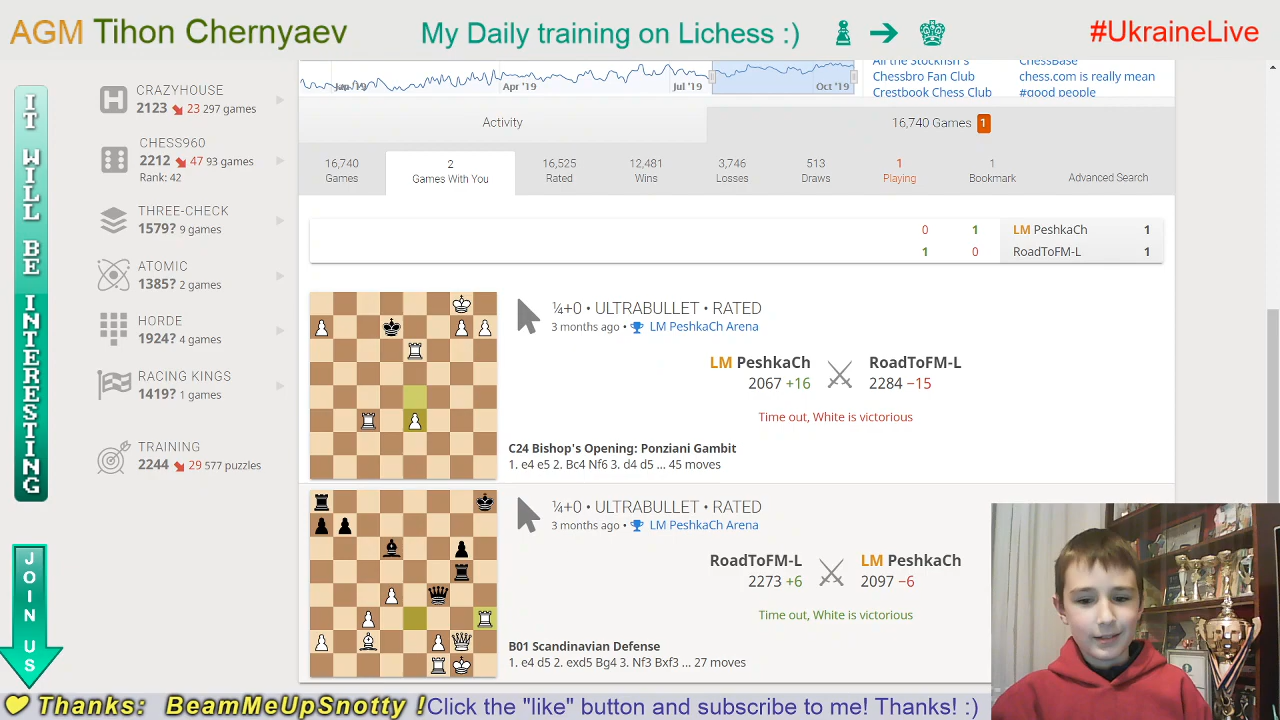 AGM Tihon Chernyaev
My Daily training on Lichess :)
#UkraineLive
IT WILL BE INTERESTING
JOIN US
CRAZYHOUSE
2123 23 297 games
CHESS960
2212 47 93 games
Rank: 42
THREE-CHECK
1579? 9 games
ATOMIC
1385? 2 games
HORDE
1924? 4 games
RACING KINGS
1419? 1 games
TRAINING
2244 29 577 puzzles
Apr '19
Jul '19
Oct '19
All the Stockfish's
Chessbro Fan Club
Crestbook Chess Club
ChessBase
chess.com is really mean
#good people
Activity
16,740 Games 1
16,740
Games
2
Games With You
16,525
Rated
12,481
Wins
3,746
Losses
513
Draws
1
Playing
1
Bookmark
Advanced Search
0 1 LM PeshkaCh 1
1 0 RoadToFM-L 1
¼+0 • ULTRABULLET • RATED
3 months ago • LM PeshkaCh Arena
LM PeshkaCh
2067 +16
RoadToFM-L
2284 −15
Time out, White is victorious
C24 Bishop's Opening: Ponziani Gambit
1. e4 e5 2. Bc4 Nf6 3. d4 d5 ... 45 moves
¼+0 • ULTRABULLET • RATED
3 months ago • LM PeshkaCh Arena
RoadToFM-L
2273 +6
LM PeshkaCh
2097 −6
Time out, White is victorious
B01 Scandinavian Defense
1. e4 d5 2. exd5 Bg4 3. Nf3 Bxf3 ... 27 moves
Thanks: BeamMeUpSnotty ! Click the "like" button and subscribe to me! Thanks! :)